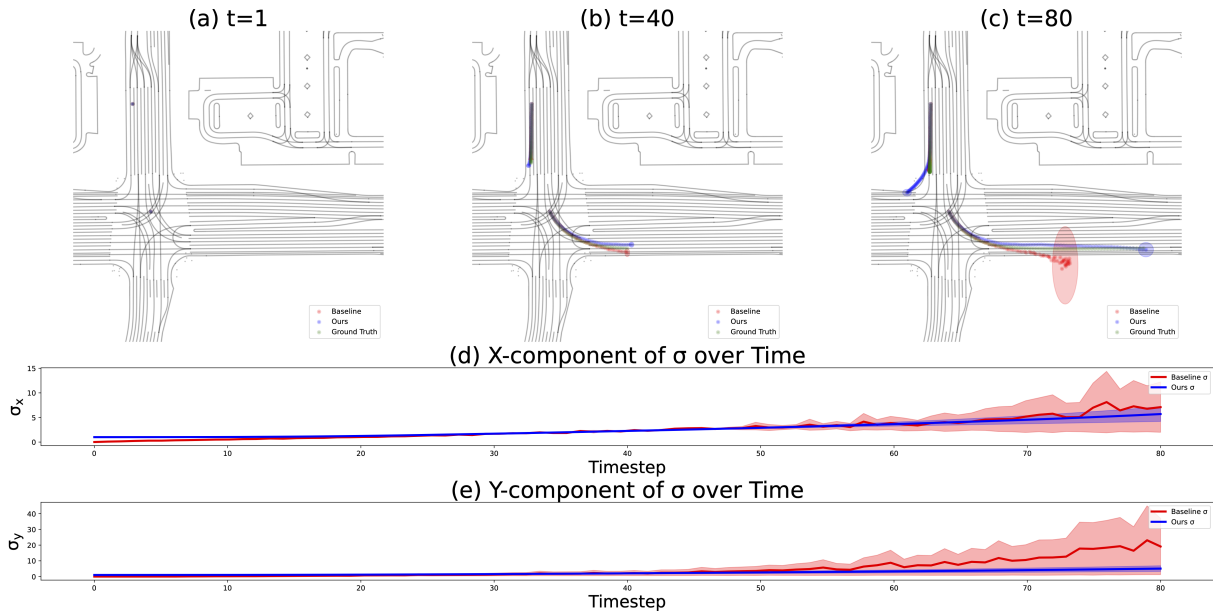 (a) t=1
(b) t=40
(c) t=80
Baseline
Ours
Ground Truth
Baseline
Ours
Ground Truth
Baseline
Ours
Ground Truth
(d) X-component of σ over Time
15
10
5
0
σx
Baseline σ
Ours σ
0 10 20 30 40 50 60 70 80
Timestep
(e) Y-component of σ over Time
40
30
20
10
0
σy
Baseline σ
Ours σ
0 10 20 30 40 50 60 70 80
Timestep